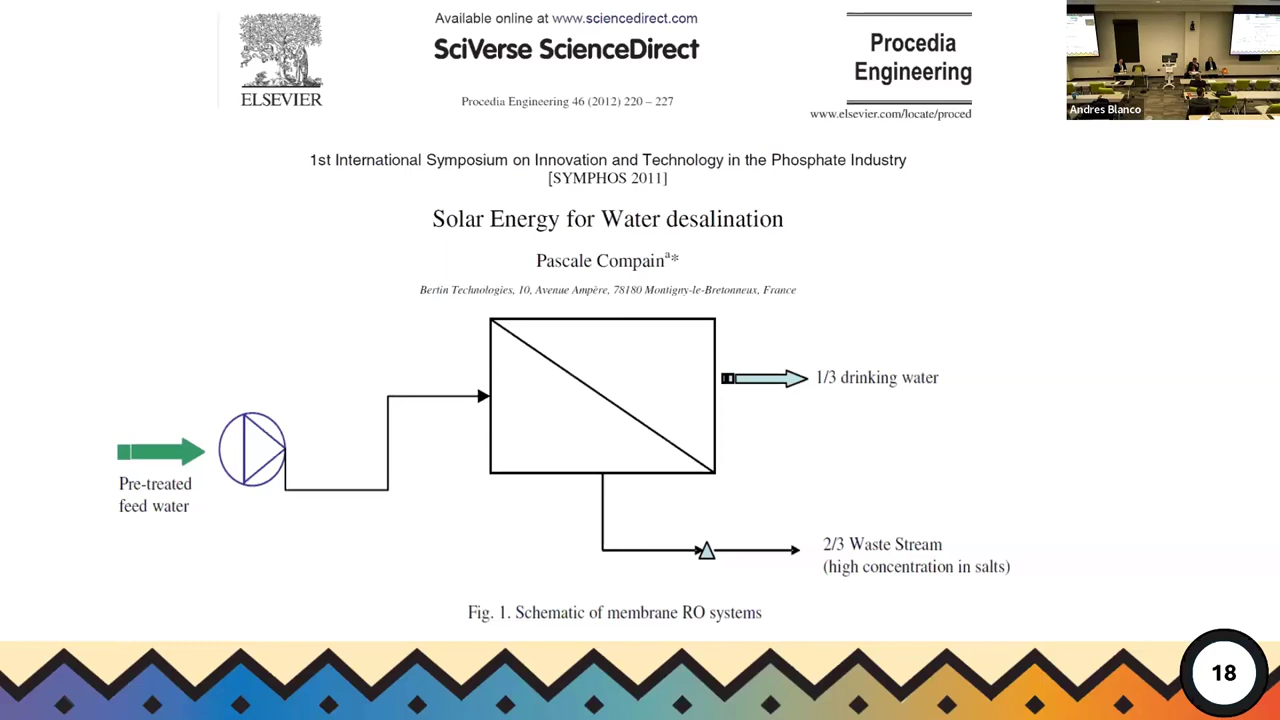 Available online at www.sciencedirect.com
SciVerse ScienceDirect
ELSEVIER
Procedia Engineering 46 (2012) 220 – 227
Procedia
Engineering
www.elsevier.com/locate/proced
Andres Blanco
1st International Symposium on Innovation and Technology in the Phosphate Industry
[SYMPHOS 2011]
Solar Energy for Water desalination
Pascale Compainᵃ*
Bertin Technologies, 10, Avenue Ampère, 78180 Montigny-le-Bretonneux, France
1/3 drinking water
Pre-treated
feed water
2/3 Waste Stream
(high concentration in salts)
Fig. 1. Schematic of membrane RO systems
18